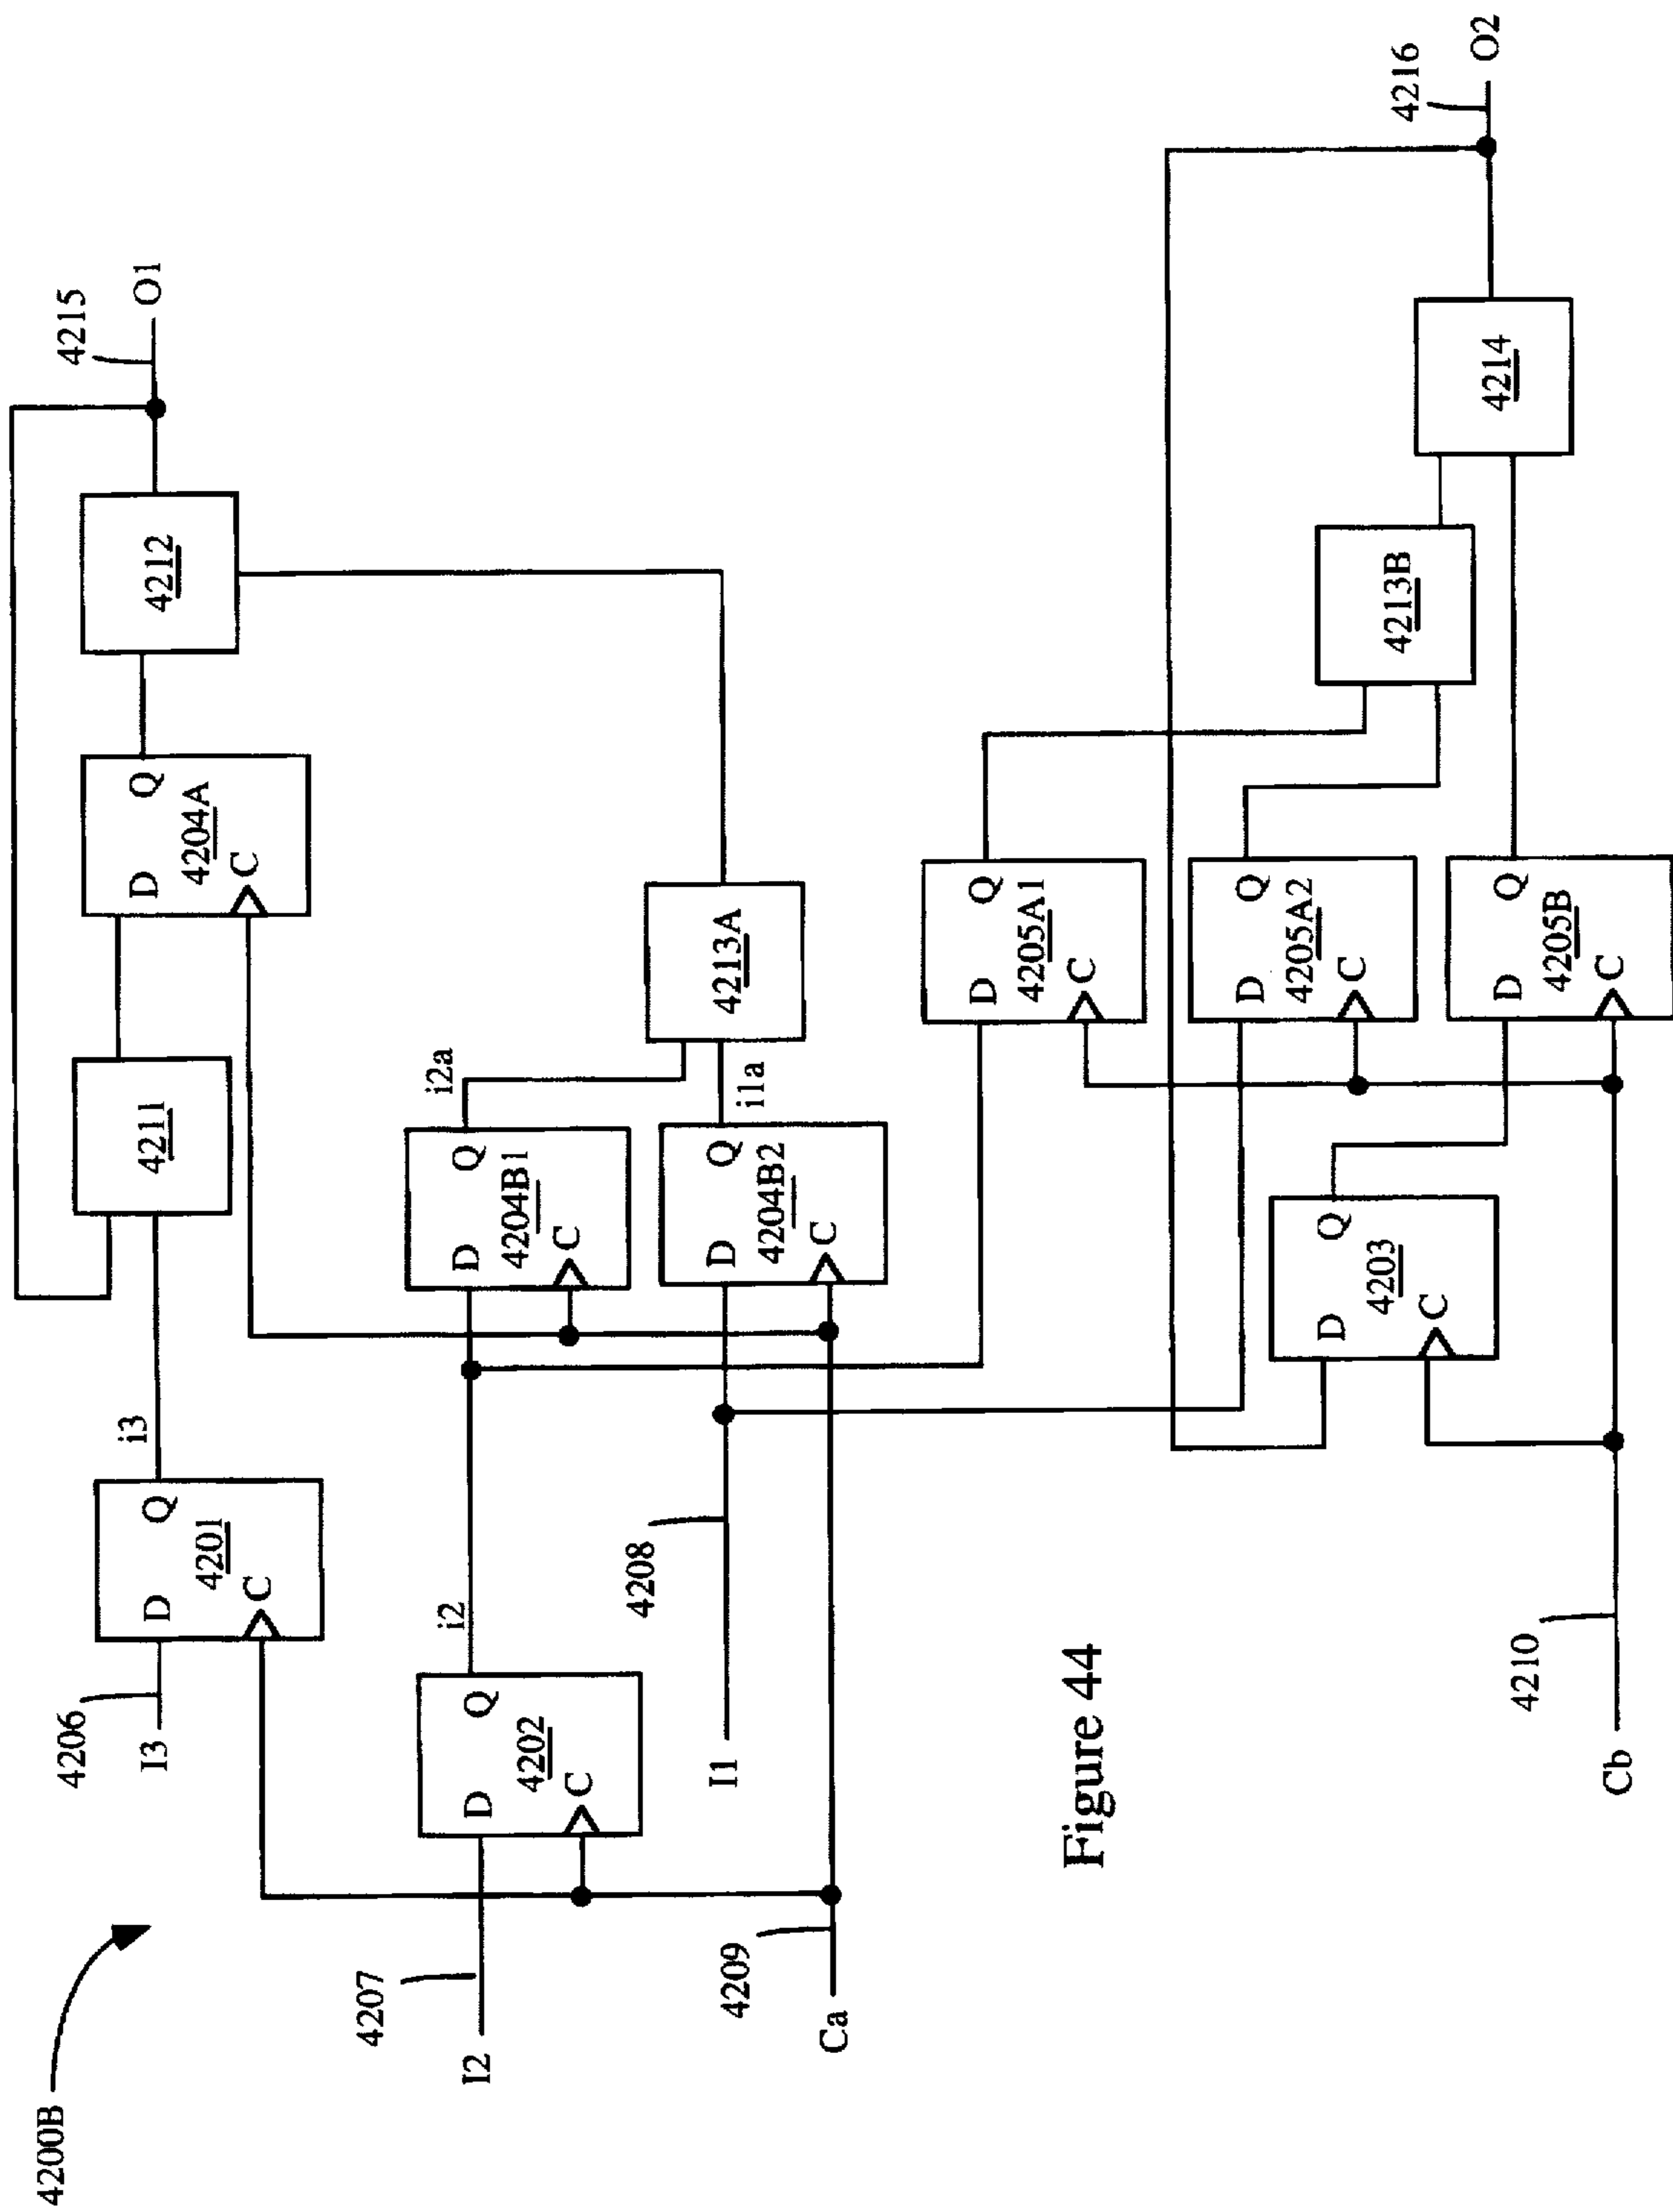 4200B
4206
I3
D
Q
4201
C
i3
4211
D
Q
4204A
C
4212
4215
O1
4207
I2
D
Q
4202
C
i2
D
Q
4204B1
C
i2a
4208
I1
D
Q
4204B2
C
i1a
4213A
4209
Ca
D
Q
4205A1
C
D
Q
4205A2
C
D
Q
4203
C
D
Q
4205B
C
4213B
4214
4216
O2
4210
Cb
Figure 44